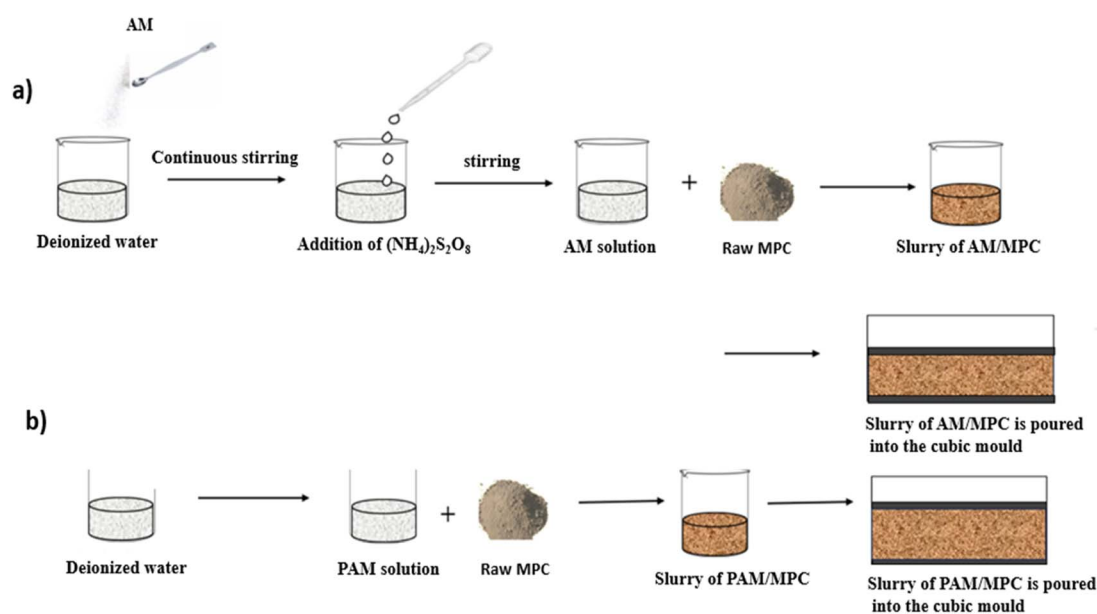 AM
a)
Continuous stirring
stirring
+
Deionized water
Addition of (NH₄)₂S₂O₈
AM solution
Raw MPC
Slurry of AM/MPC
Slurry of AM/MPC is poured
into the cubic mould
b)
+
Deionized water
PAM solution
Raw MPC
Slurry of PAM/MPC
Slurry of PAM/MPC is poured
into the cubic mould